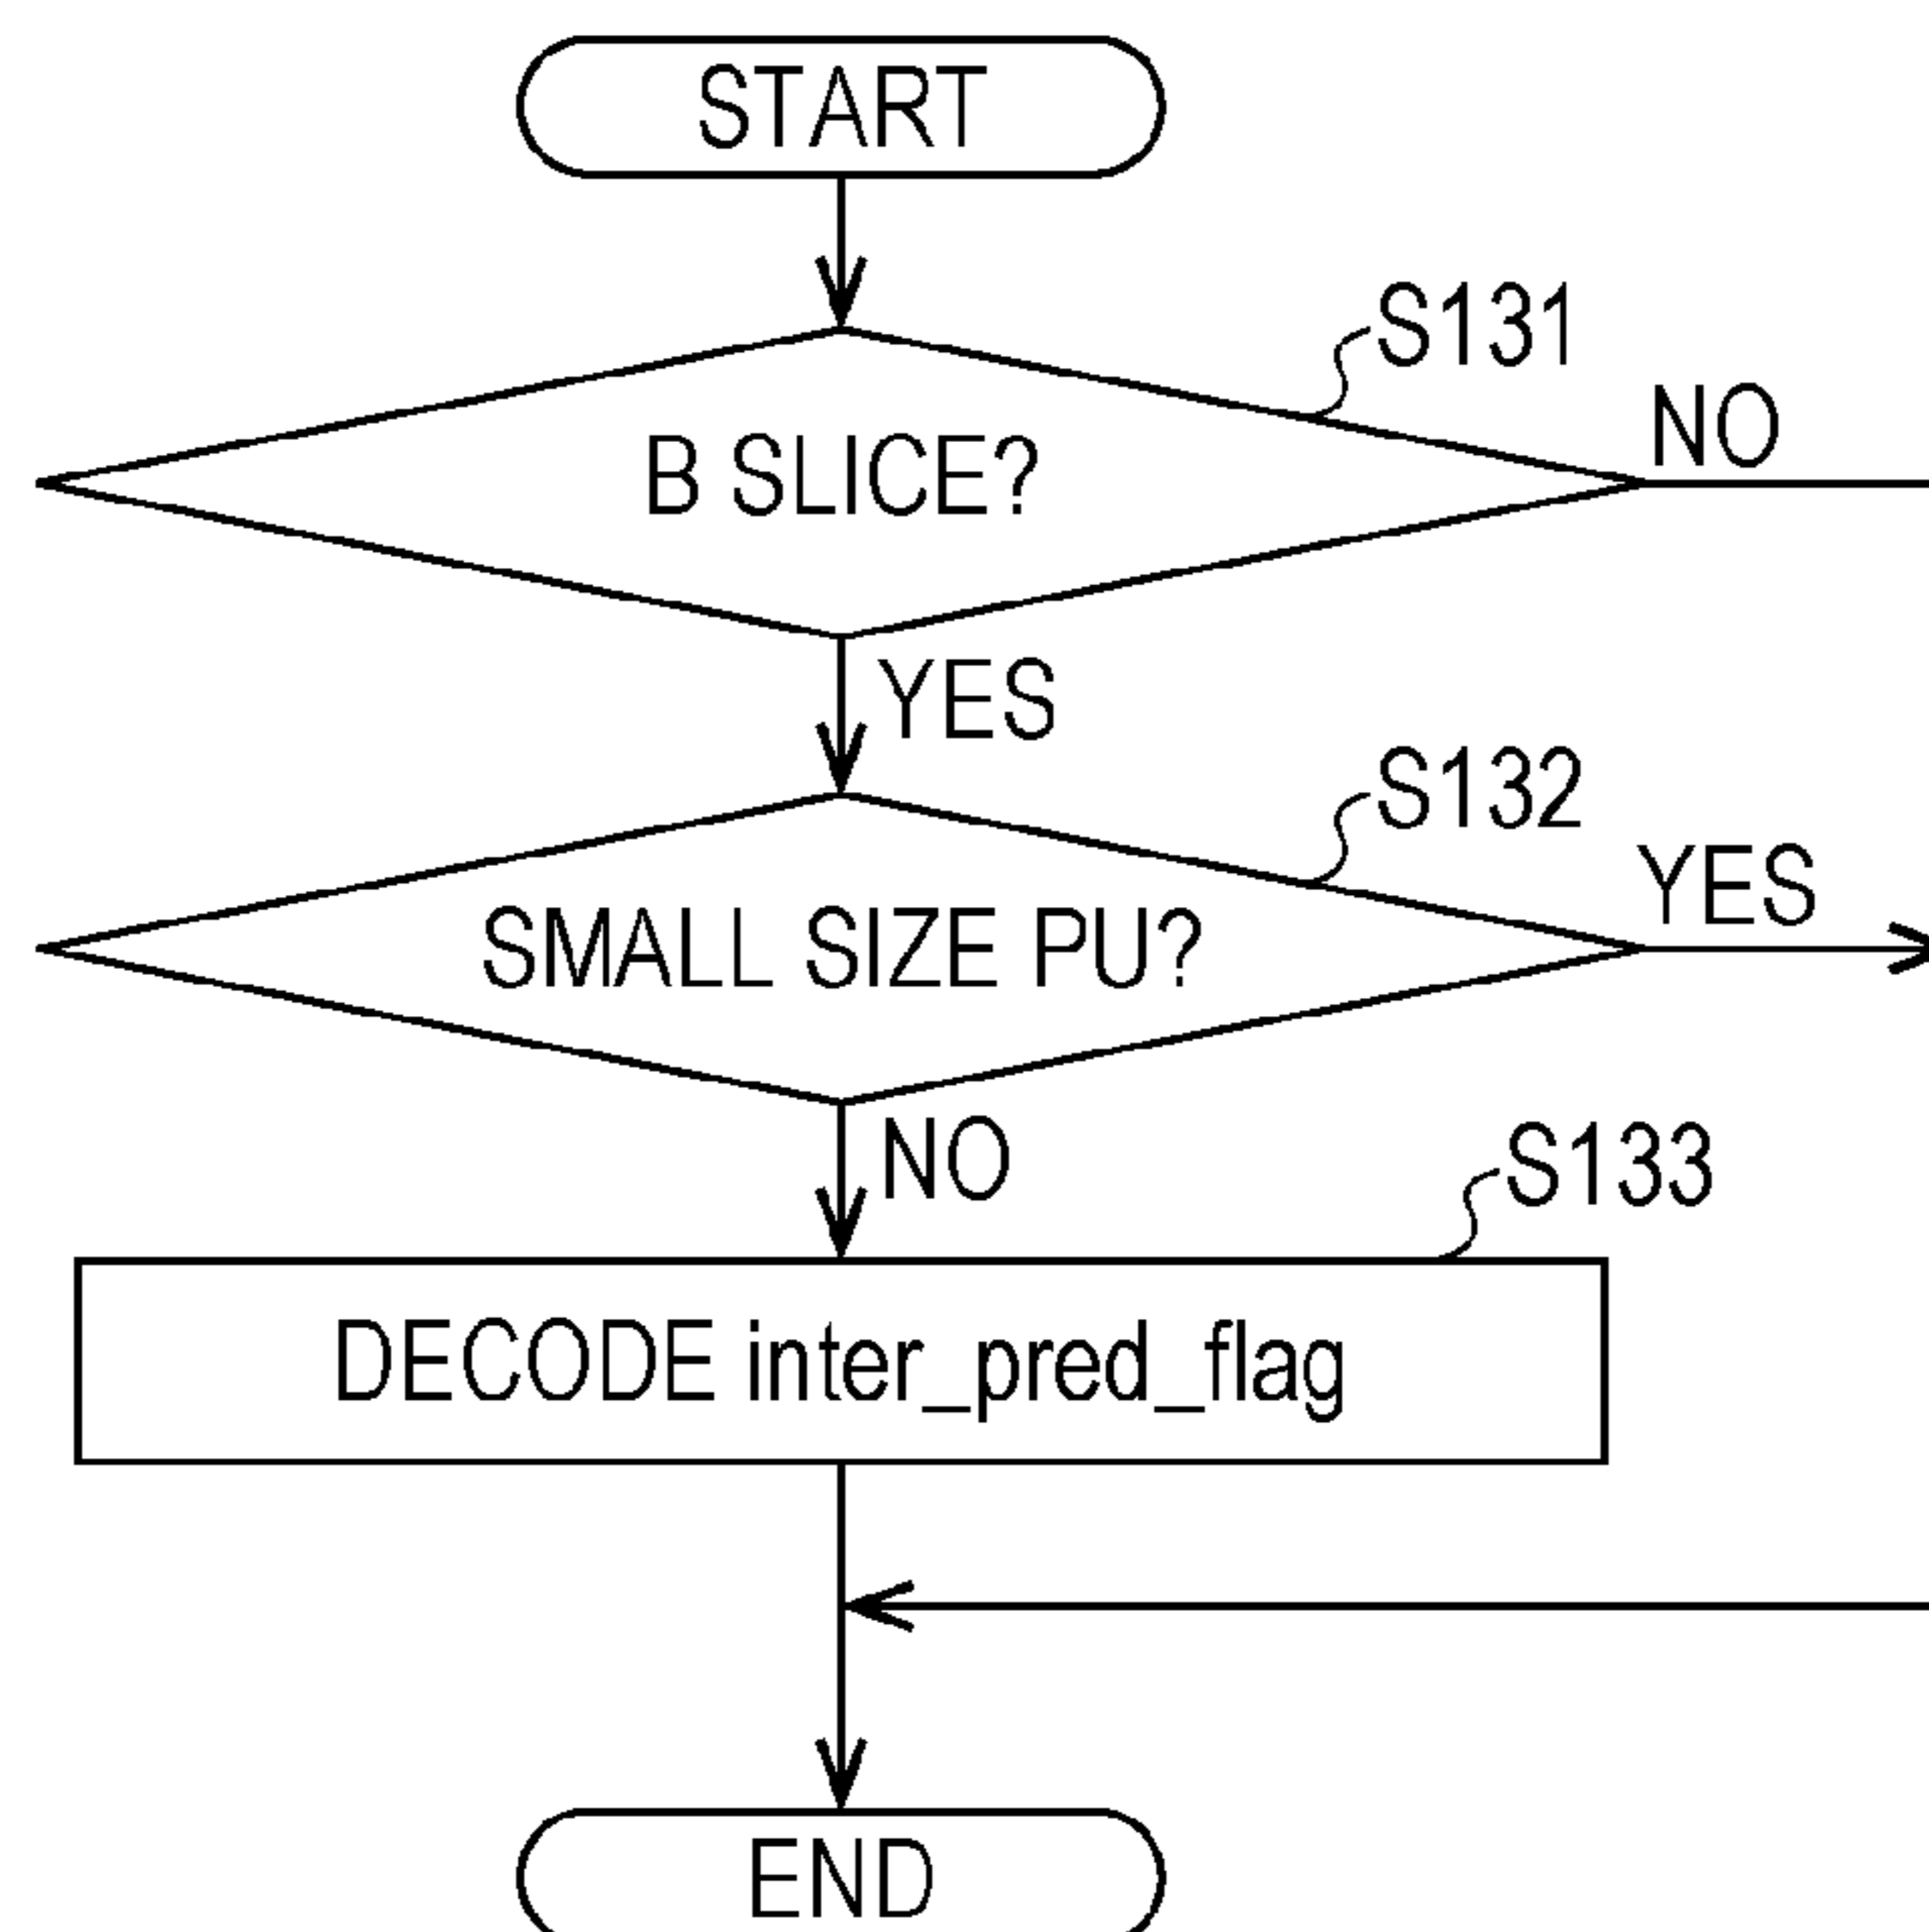 START
S131
B SLICE?
NO
YES
S132
SMALL SIZE PU?
YES
NO
S133
DECODE inter_pred_flag
END